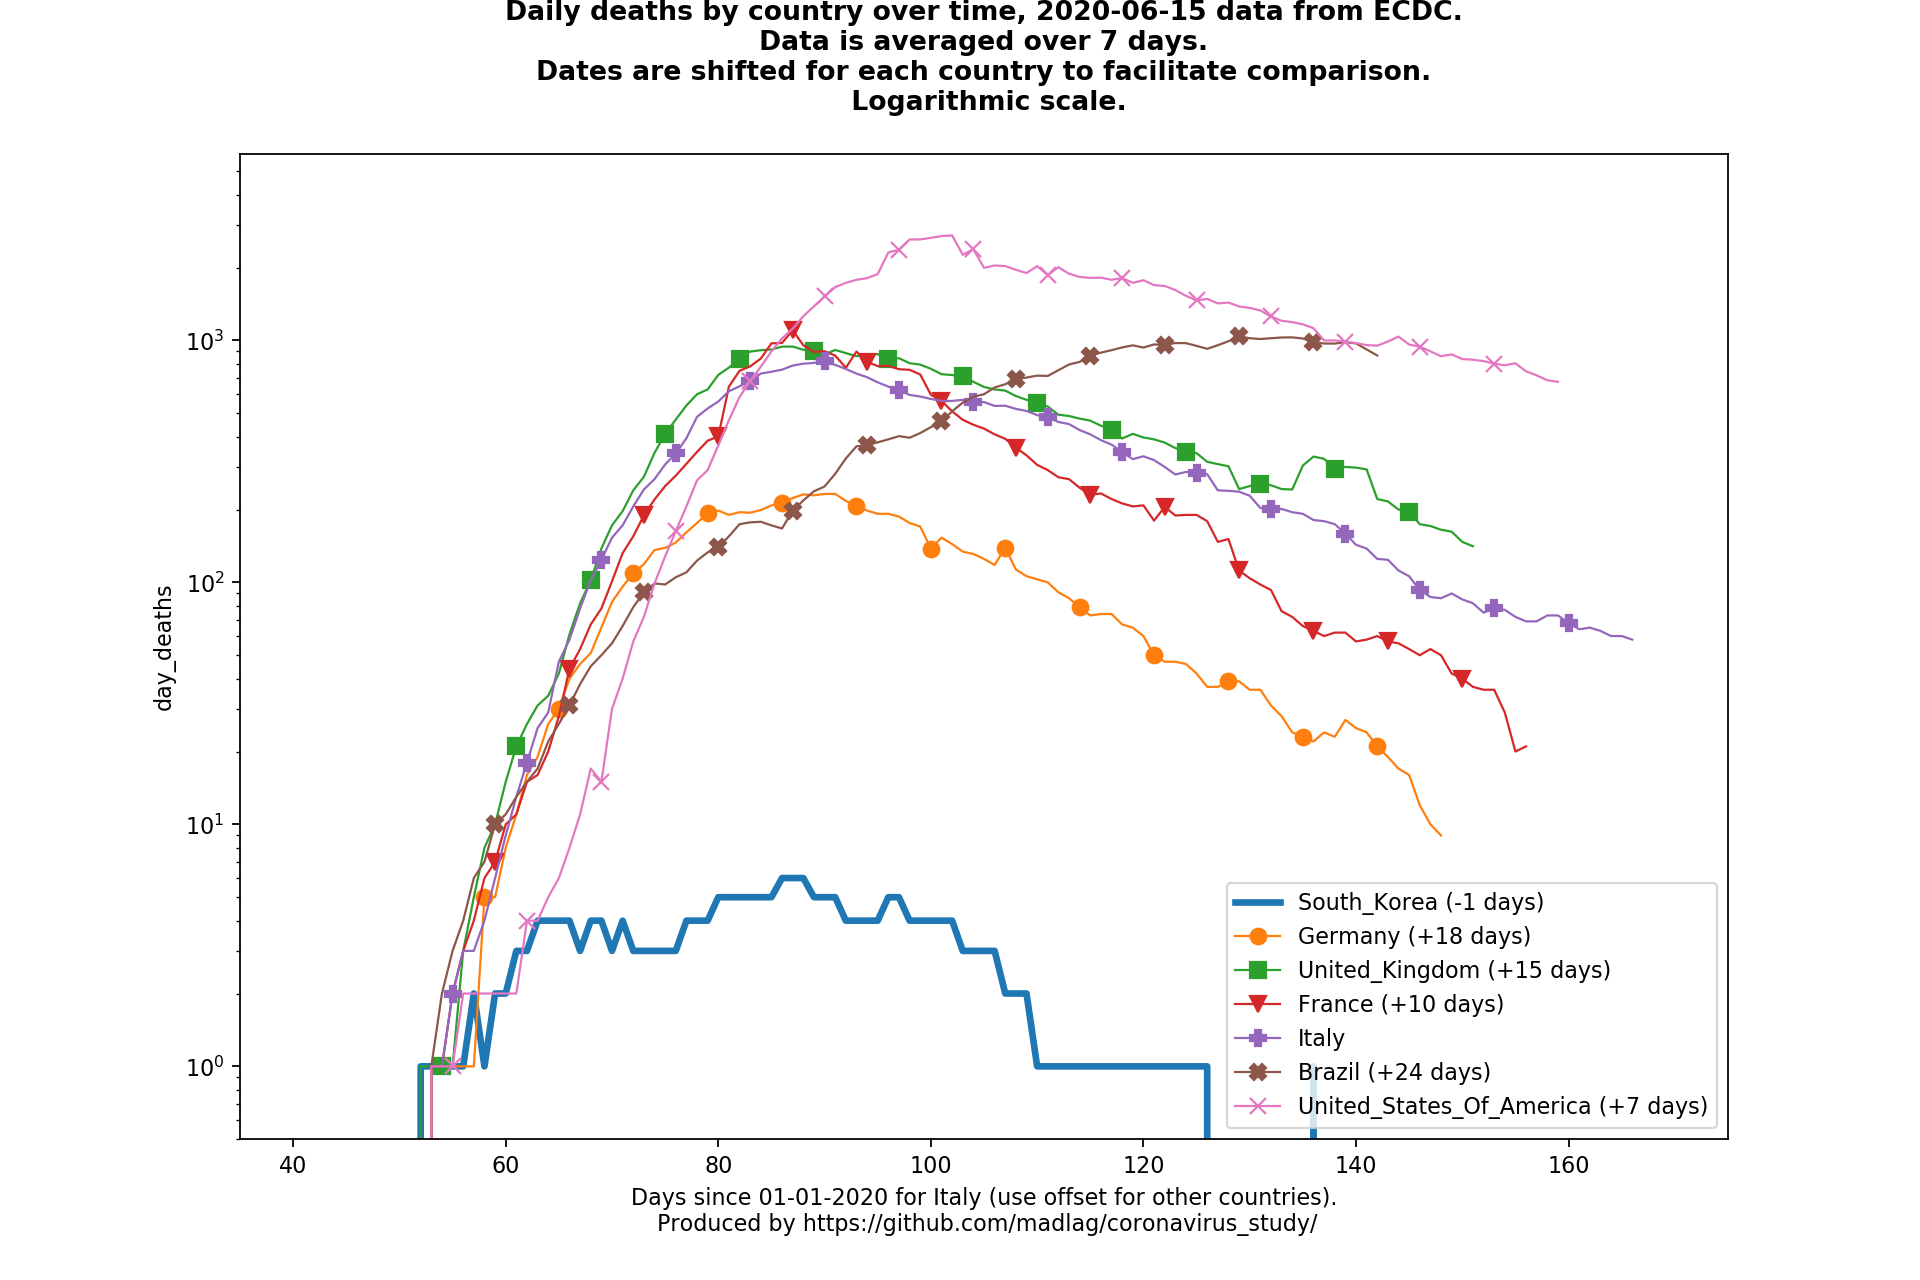 Daily deaths by country over time, 2020-06-15 data from ECDC.
Data is averaged over 7 days.
Dates are shifted for each country to facilitate comparison.
Logarithmic scale.
day_deaths
10³
10²
10¹
10⁰
South_Korea (-1 days)
Germany (+18 days)
United_Kingdom (+15 days)
France (+10 days)
Italy
Brazil (+24 days)
United_States_Of_America (+7 days)
40 60 80 100 120 140 160
Days since 01-01-2020 for Italy (use offset for other countries).
Produced by https://github.com/madlag/coronavirus_study/